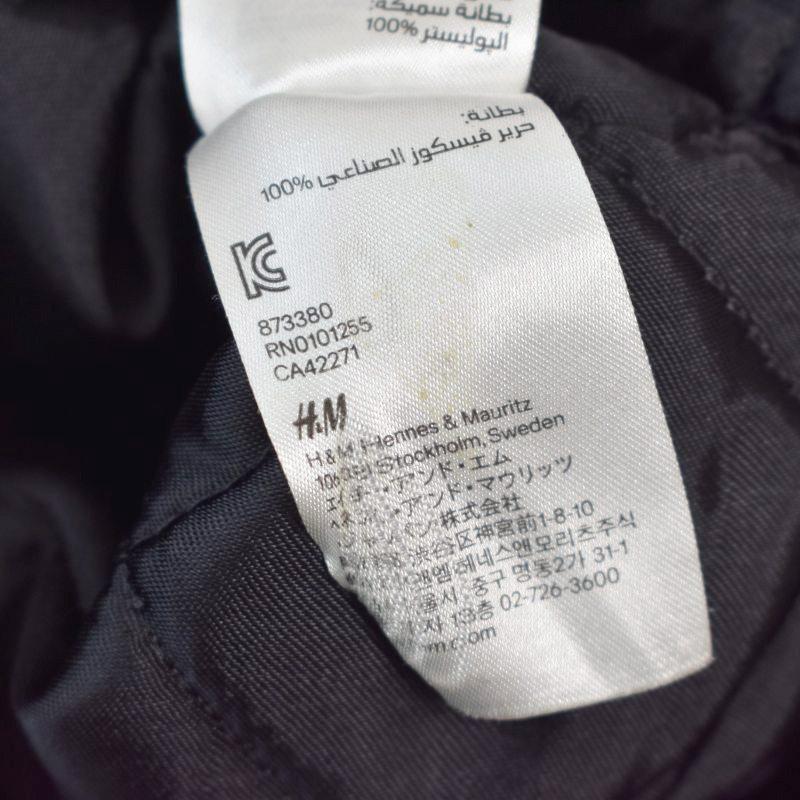 بطانة سميكة:
البوليستر 100%
بطانة:
حرير ڤيسكوز الصناعي 100%
KC
873380
RN0101255
CA42271
H&M
H&M Hennes & Mauritz
Stockholm, Sweden
アンド・エム
アンド・マウリッツ
株式会社
渋谷区神宮前1-8-10
헤네스앤모리츠주식
중구 명동2가 31-1
13층 02-726-3600